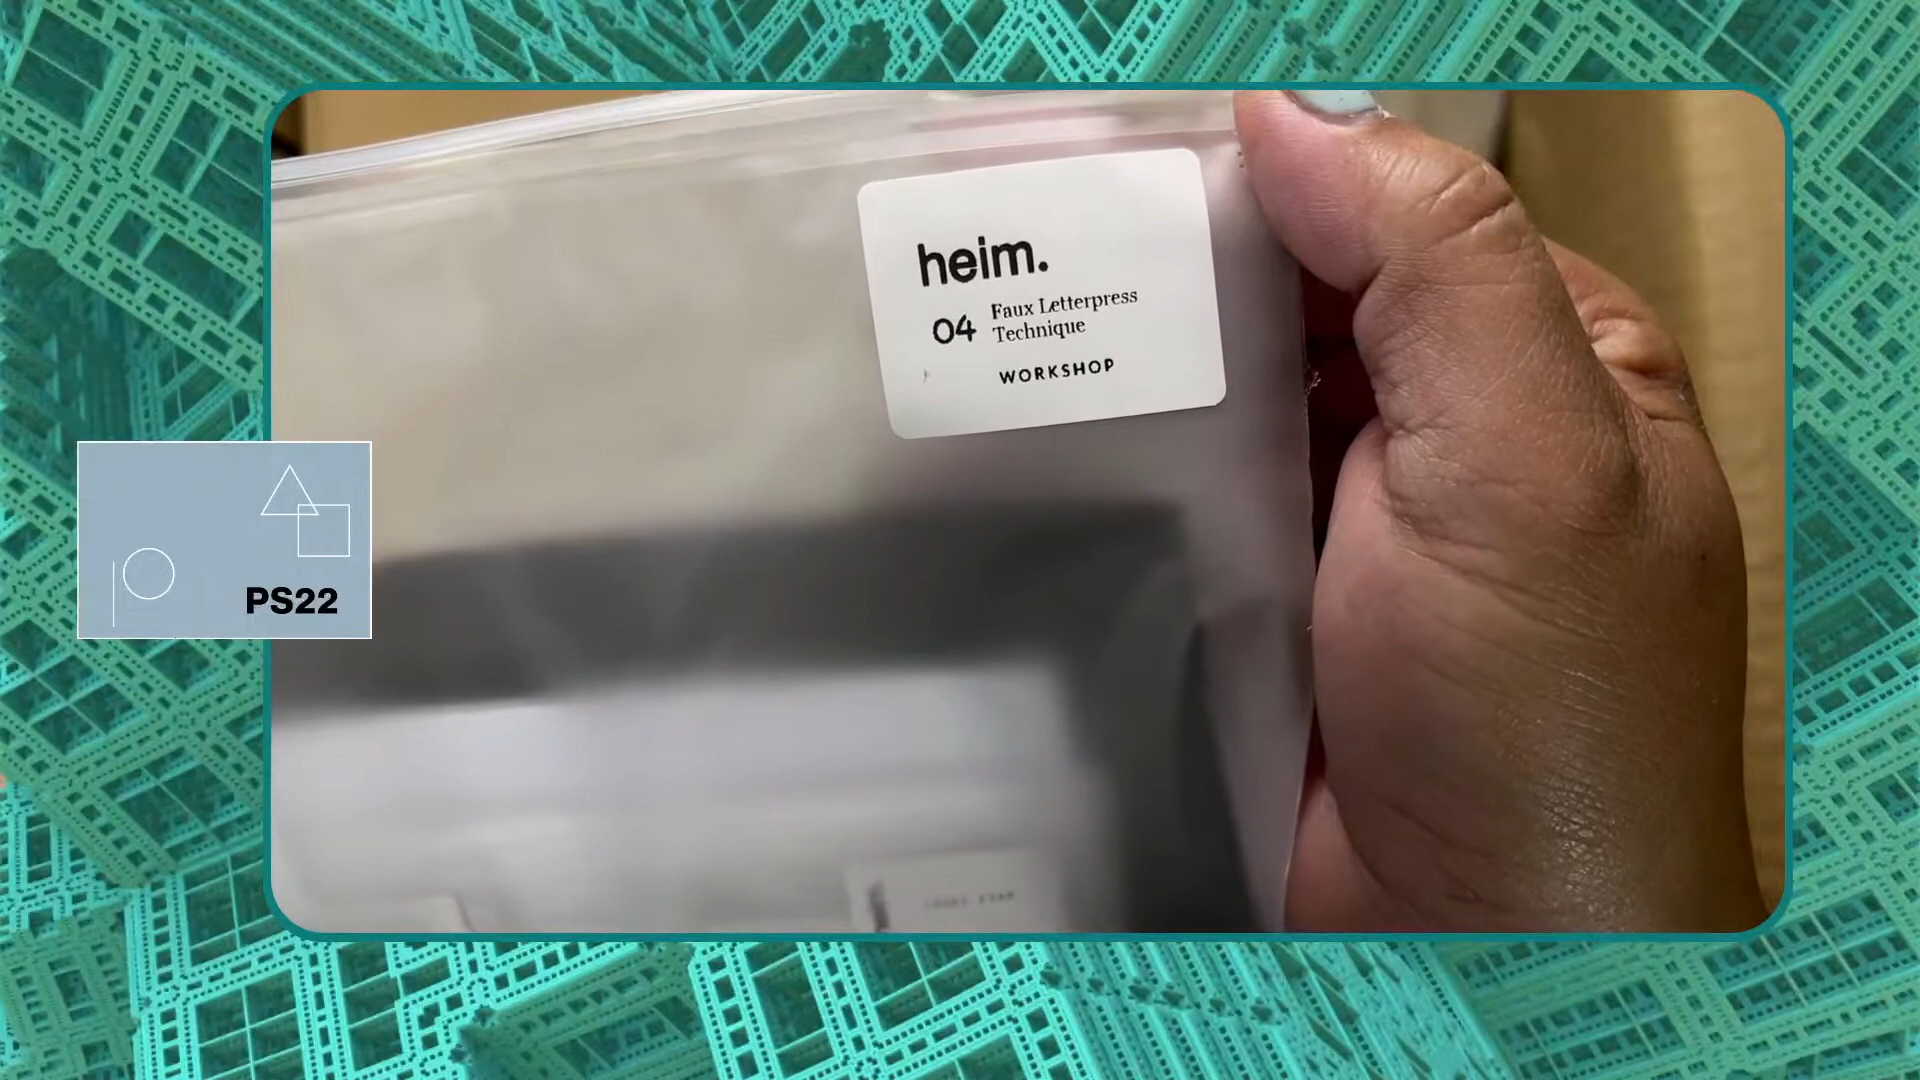 heim.
04 Faux Letterpress
Technique
WORKSHOP
PS22